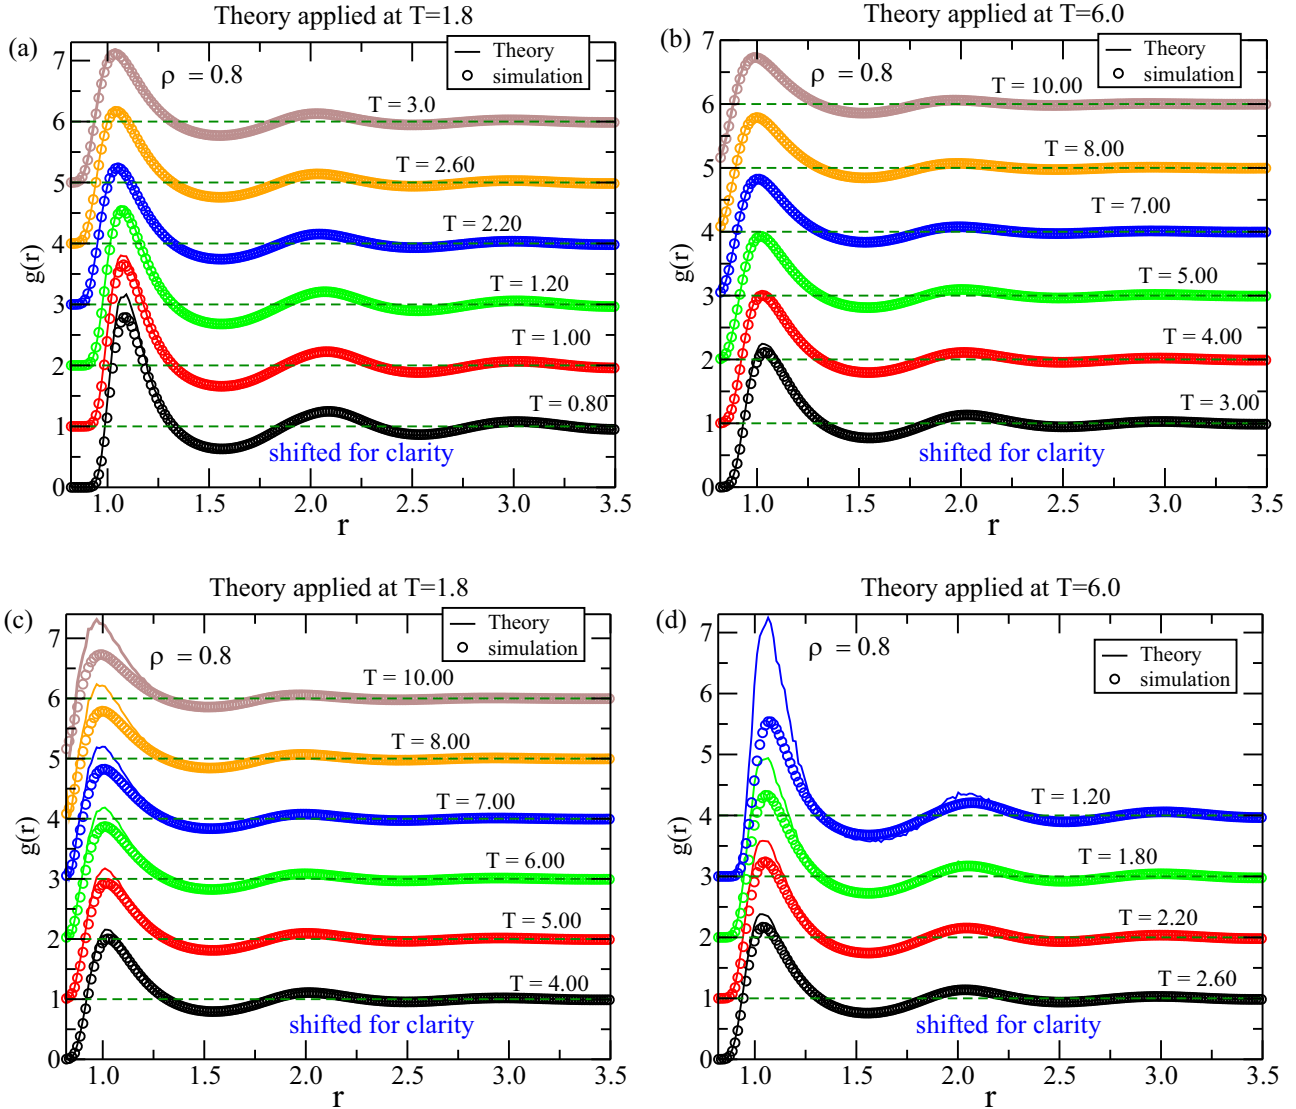 Theory applied at T=1.8
(a)
Theory
simulation
ρ = 0.8
T = 3.0
T = 2.60
T = 2.20
T = 1.20
T = 1.00
T = 0.80
shifted for clarity
g(r)
7
6
5
4
3
2
1
0
1.0 1.5 2.0 2.5 3.0 3.5
r
Theory applied at T=6.0
(b)
Theory
simulation
ρ = 0.8
T = 10.00
T = 8.00
T = 7.00
T = 5.00
T = 4.00
T = 3.00
shifted for clarity
g(r)
7
6
5
4
3
2
1
0
1.0 1.5 2.0 2.5 3.0 3.5
r
Theory applied at T=1.8
(c)
Theory
simulation
ρ = 0.8
T = 10.00
T = 8.00
T = 7.00
T = 6.00
T = 5.00
T = 4.00
shifted for clarity
g(r)
7
6
5
4
3
2
1
0
1.0 1.5 2.0 2.5 3.0 3.5
r
Theory applied at T=6.0
(d)
Theory
simulation
ρ = 0.8
T = 1.20
T = 1.80
T = 2.20
T = 2.60
shifted for clarity
g(r)
7
6
5
4
3
2
1
0
1.0 1.5 2.0 2.5 3.0 3.5
r